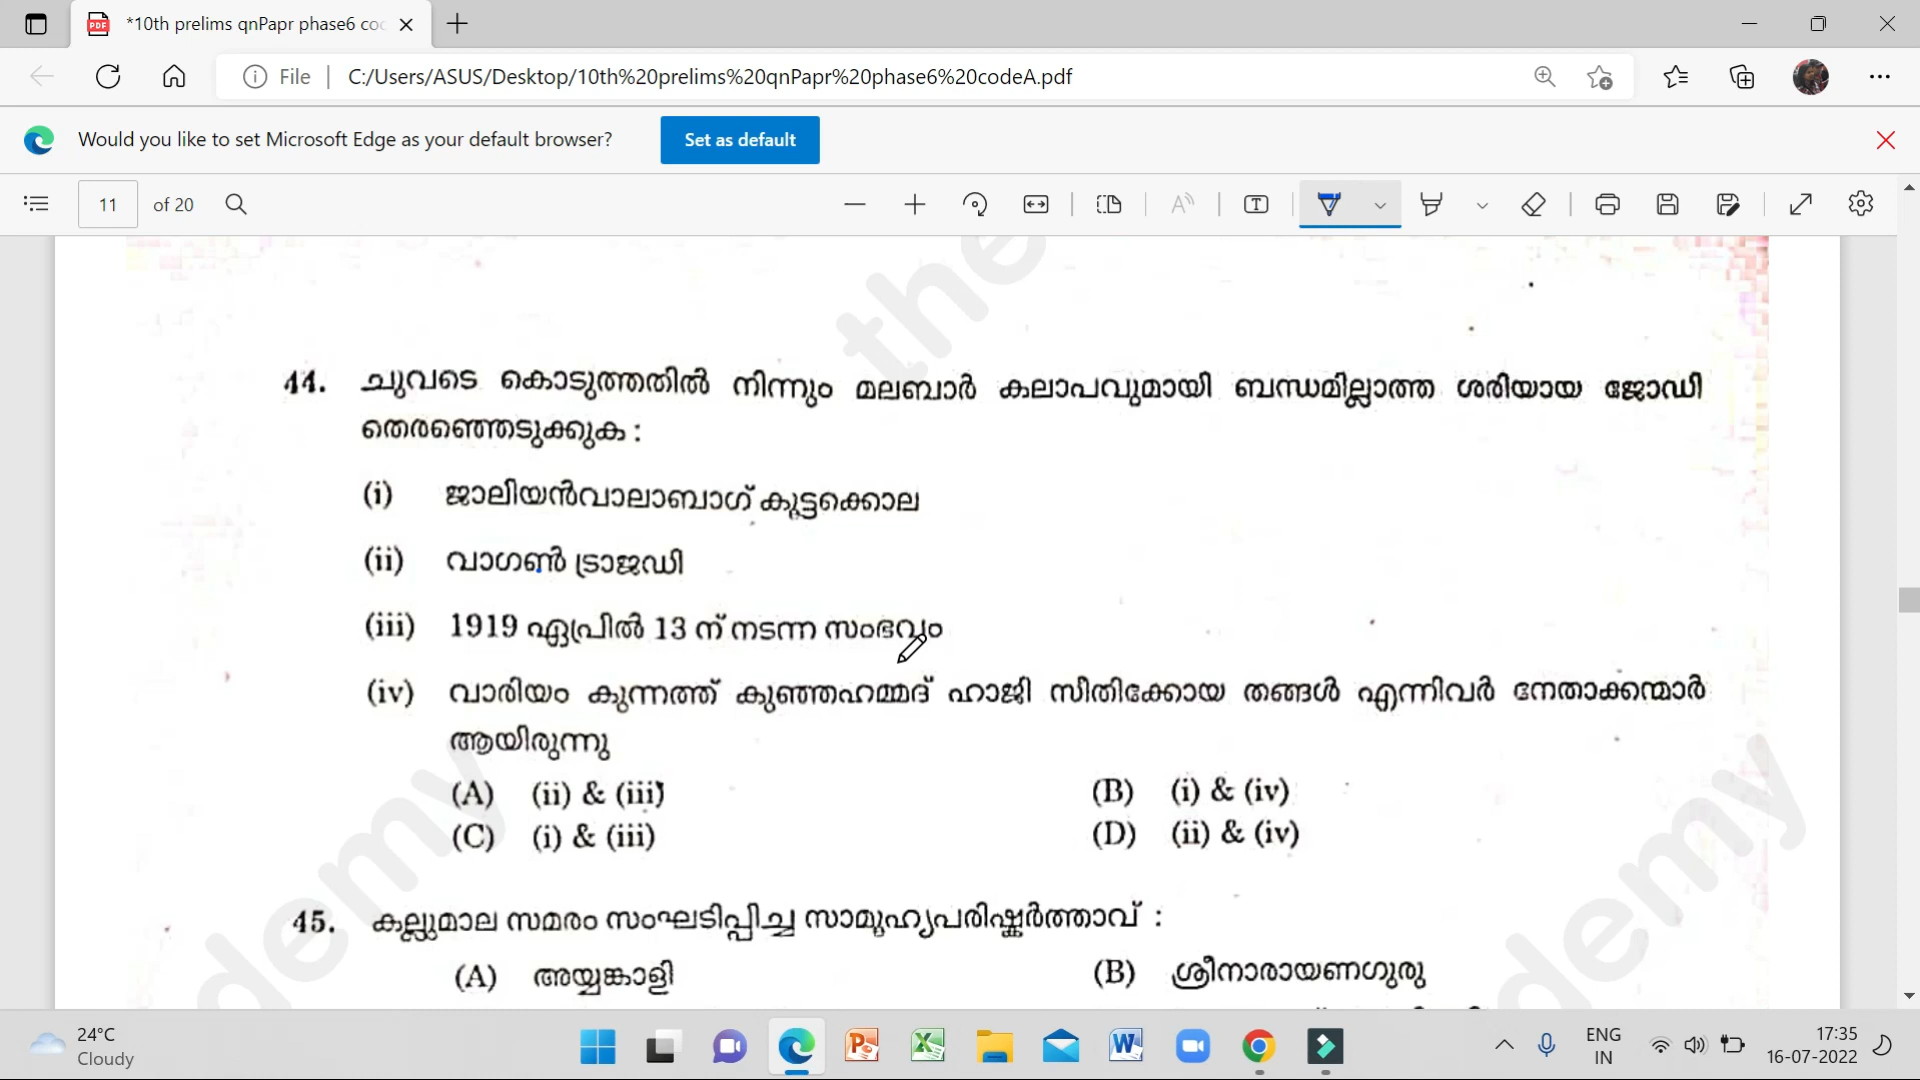 *10th prelims qnPapr phase6 co
File
C:/Users/ASUS/Desktop/10th%20prelims%20qnPapr%20phase6%20codeA.pdf
Would you like to set Microsoft Edge as your default browser?
Set as default
11 of 20
the
44. ചുവടെ കൊടുത്തതിൽ നിന്നും മലബാർ കലാപവുമായി ബന്ധമില്ലാത്ത ശരിയായ ജോഡി
തെരഞ്ഞെടുക്കുക :
(i) ജാലിയൻവാലാബാഗ് കൂട്ടക്കൊല
(ii) വാഗൺ ട്രാജഡി
(iii) 1919 ഏപ്രിൽ 13 ന് നടന്ന സംഭവം
(iv) വാരിയം കുന്നത്ത് കുഞ്ഞഹമ്മദ് ഹാജി സീതിക്കോയ തങ്ങൾ എന്നിവർ നേതാക്കന്മാർ
ആയിരുന്നു
(A) (ii) & (iii) (B) (i) & (iv)
(C) (i) & (iii) (D) (ii) & (iv)
demy demy
45. കല്ലുമാല സമരം സംഘടിപ്പിച്ച സാമൂഹ്യപരിഷ്കർത്താവ് :
(A) അയ്യങ്കാളി (B) ശ്രീനാരായണഗുരു
24°C
Cloudy
ENG
IN
17:35
16-07-2022